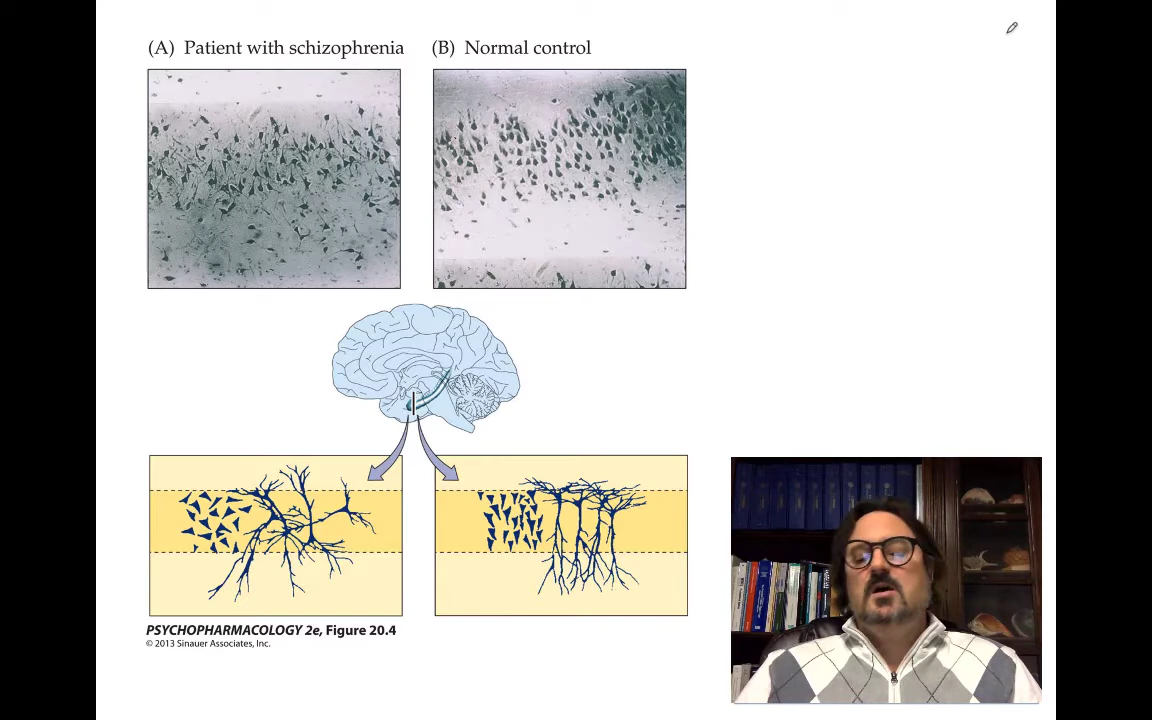 (A) Patient with schizophrenia
(B) Normal control
PSYCHOPHARMACOLOGY 2e, Figure 20.4
© 2013 Sinauer Associates, Inc.